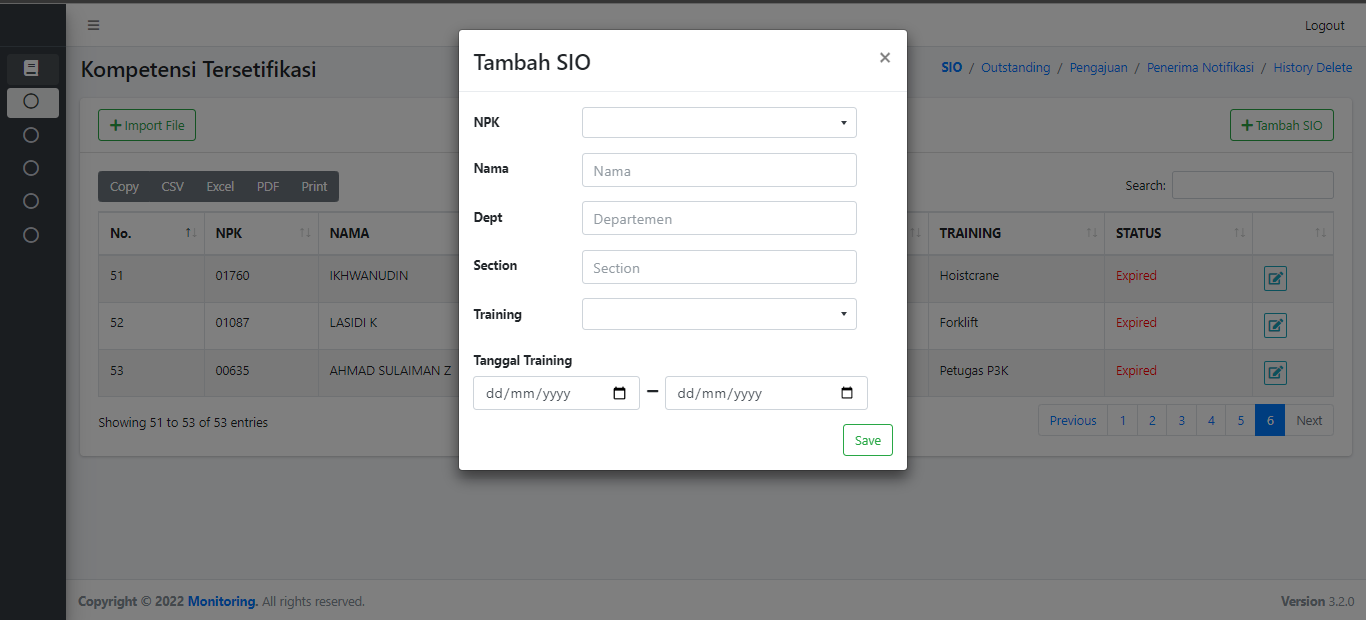 Logout
Kompetensi Tersetifikasi
SIO / Outstanding / Pengajuan / Penerima Notifikasi / History Delete
Import File
Tambah SIO
Copy CSV Excel PDF Print
Search:
No. NPK NAMA TRAINING STATUS
51 01760 IKHWANUDIN Hoistcrane Expired
52 01087 LASIDI K Forklift Expired
53 00635 AHMAD SULAIMAN Z Petugas P3K Expired
Showing 51 to 53 of 53 entries
Previous 1 2 3 4 5 6 Next
Tambah SIO ×
NPK
Nama Nama
Dept Departemen
Section Section
Training
Tanggal Training
dd/mm/yyyy – dd/mm/yyyy
Save
Copyright © 2022 Monitoring. All rights reserved.
Version 3.2.0